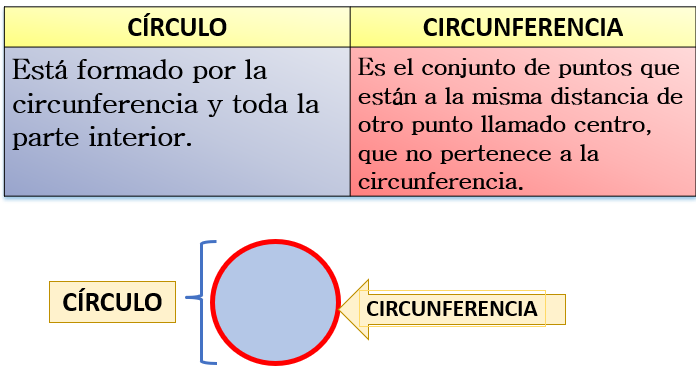 CÍRCULO
CIRCUNFERENCIA
Está formado por la
circunferencia y toda la
parte interior.
Es el conjunto de puntos que
están a la misma distancia de
otro punto llamado centro,
que no pertenece a la
circunferencia.
CÍRCULO
CIRCUNFERENCIA